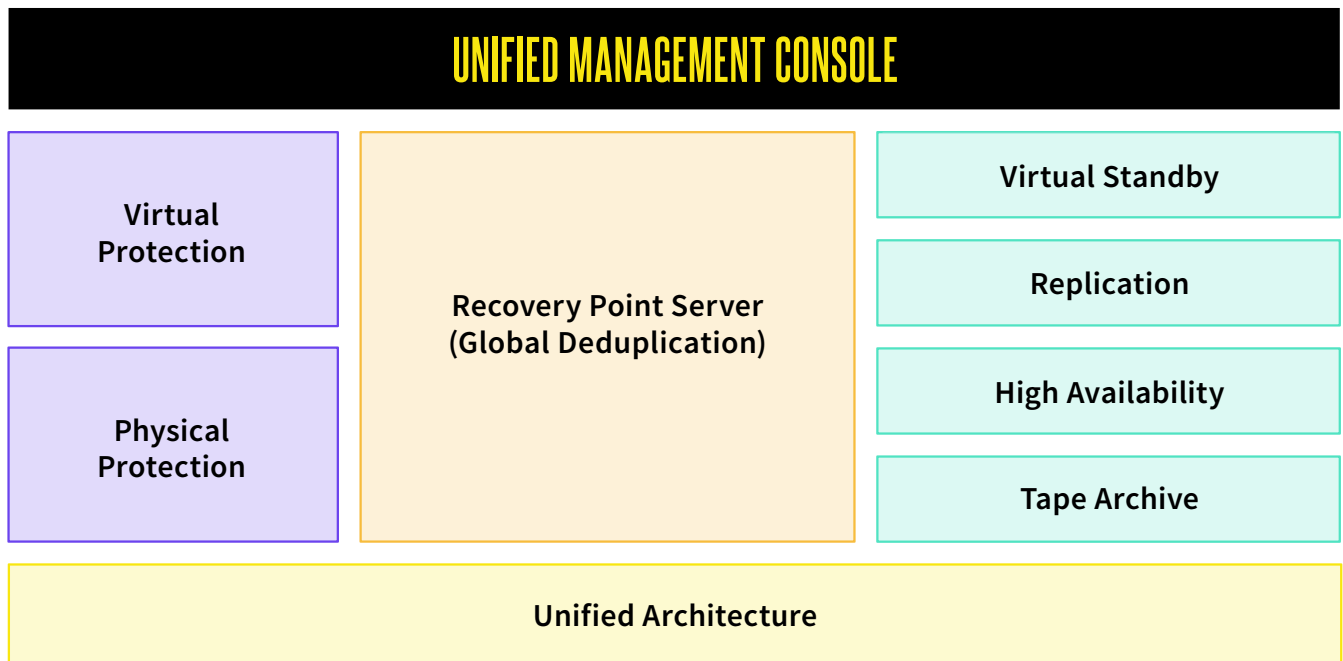 UNIFIED MANAGEMENT CONSOLE
Virtual
Protection
Physical
Protection
Recovery Point Server
(Global Deduplication)
Virtual Standby
Replication
High Availability
Tape Archive
Unified Architecture